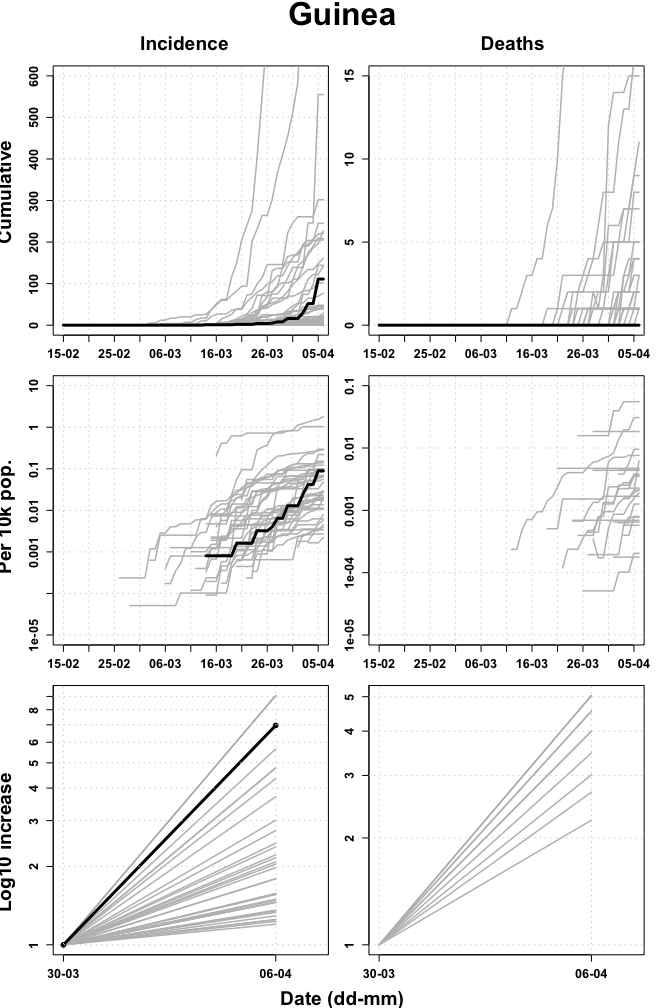 Guinea
Incidence
Deaths
Cumulative
600
500
400
300
200
100
0
15-02 25-02 06-03 16-03 26-03 05-04
15
10
5
0
15-02 25-02 06-03 16-03 26-03 05-04
Per 10k pop.
10
1
0.1
0.01
0.001
1e-05
15-02 25-02 06-03 16-03 26-03 05-04
0.1
0.01
0.001
1e-04
1e-05
15-02 25-02 06-03 16-03 26-03 05-04
Log10 increase
8
6
5
4
3
2
1
30-03 06-04
5
4
3
2
1
30-03 06-04
Date (dd-mm)